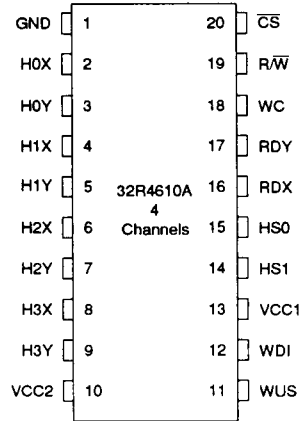 GND 1 20 C̅S̅
H0X 2 19 R/W̅
H0Y 3 18 WC
H1X 4 17 RDY
H1Y 5 32R4610A 16 RDX
4
H2X 6 Channels 15 HS0
H2Y 7 14 HS1
H3X 8 13 VCC1
H3Y 9 12 WDI
VCC2 10 11 WUS